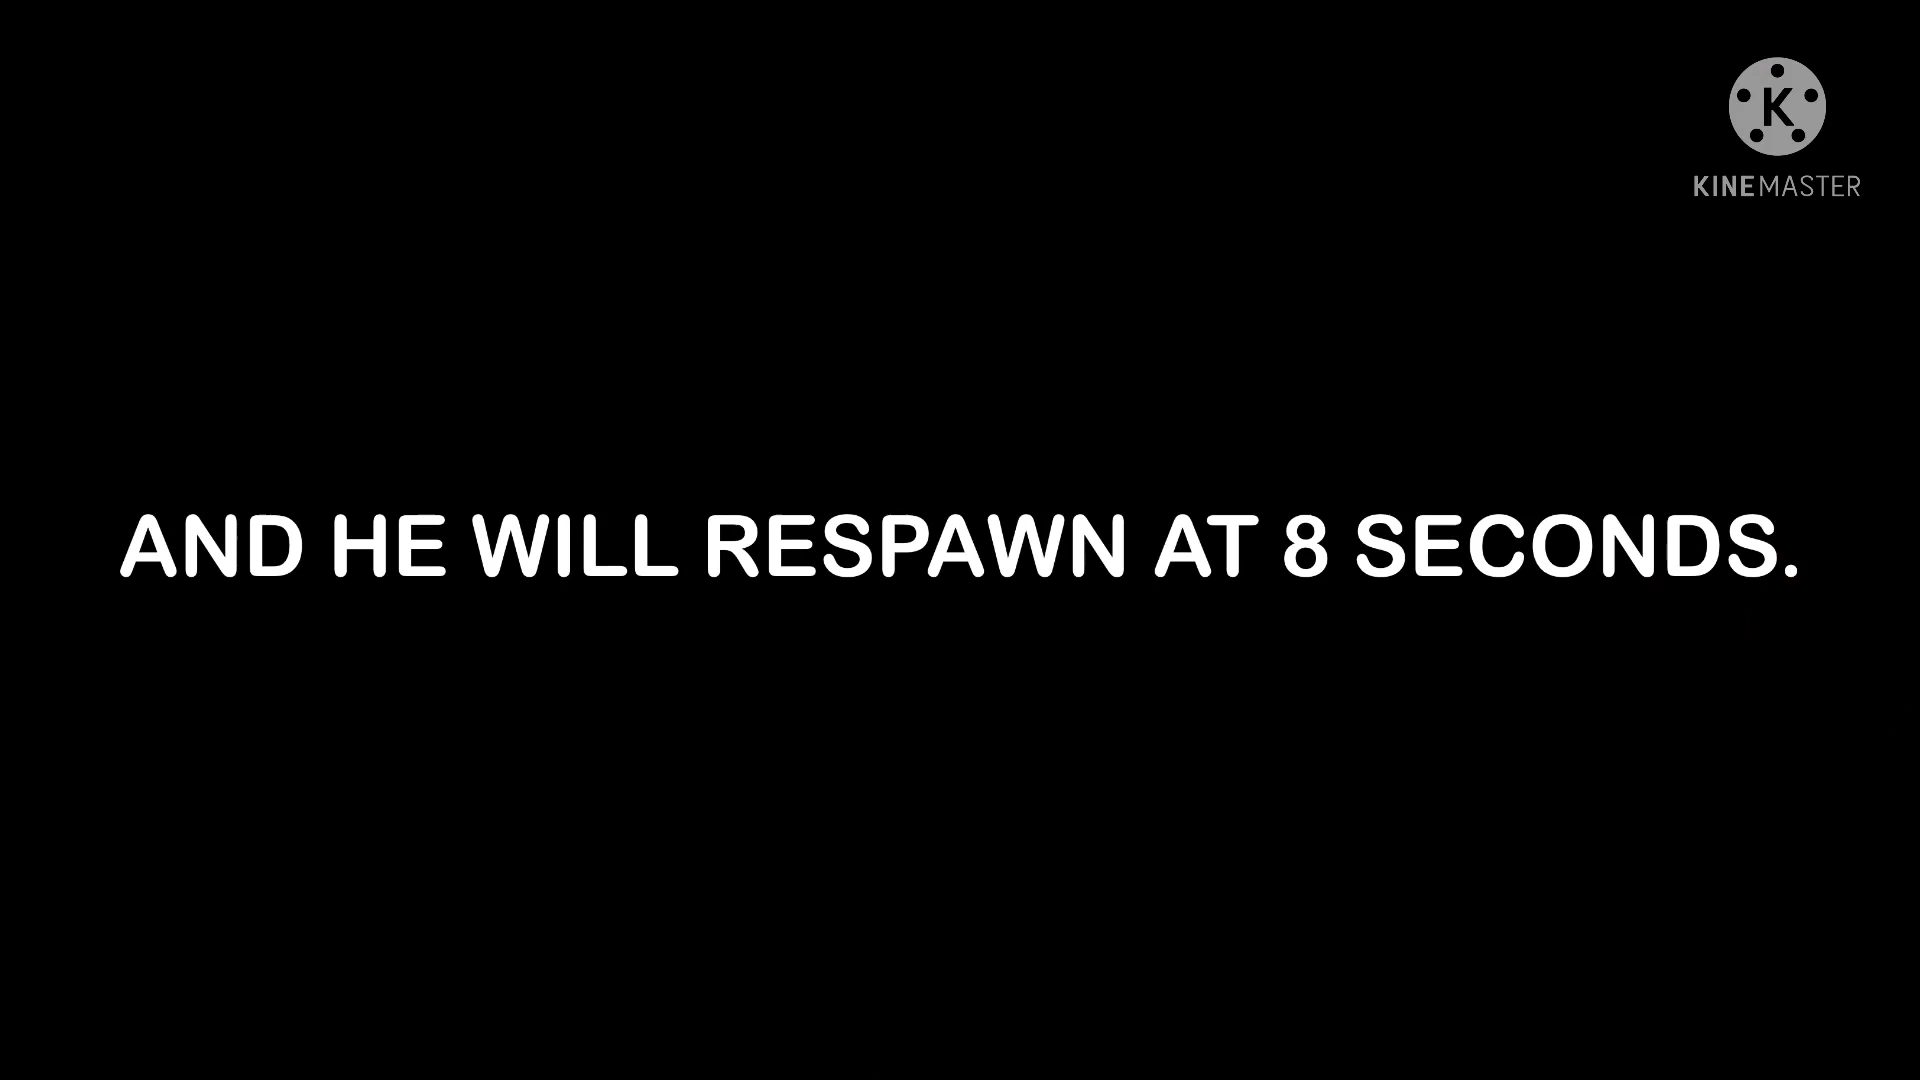 K
KINEMASTER
AND HE WILL RESPAWN AT 8 SECONDS.